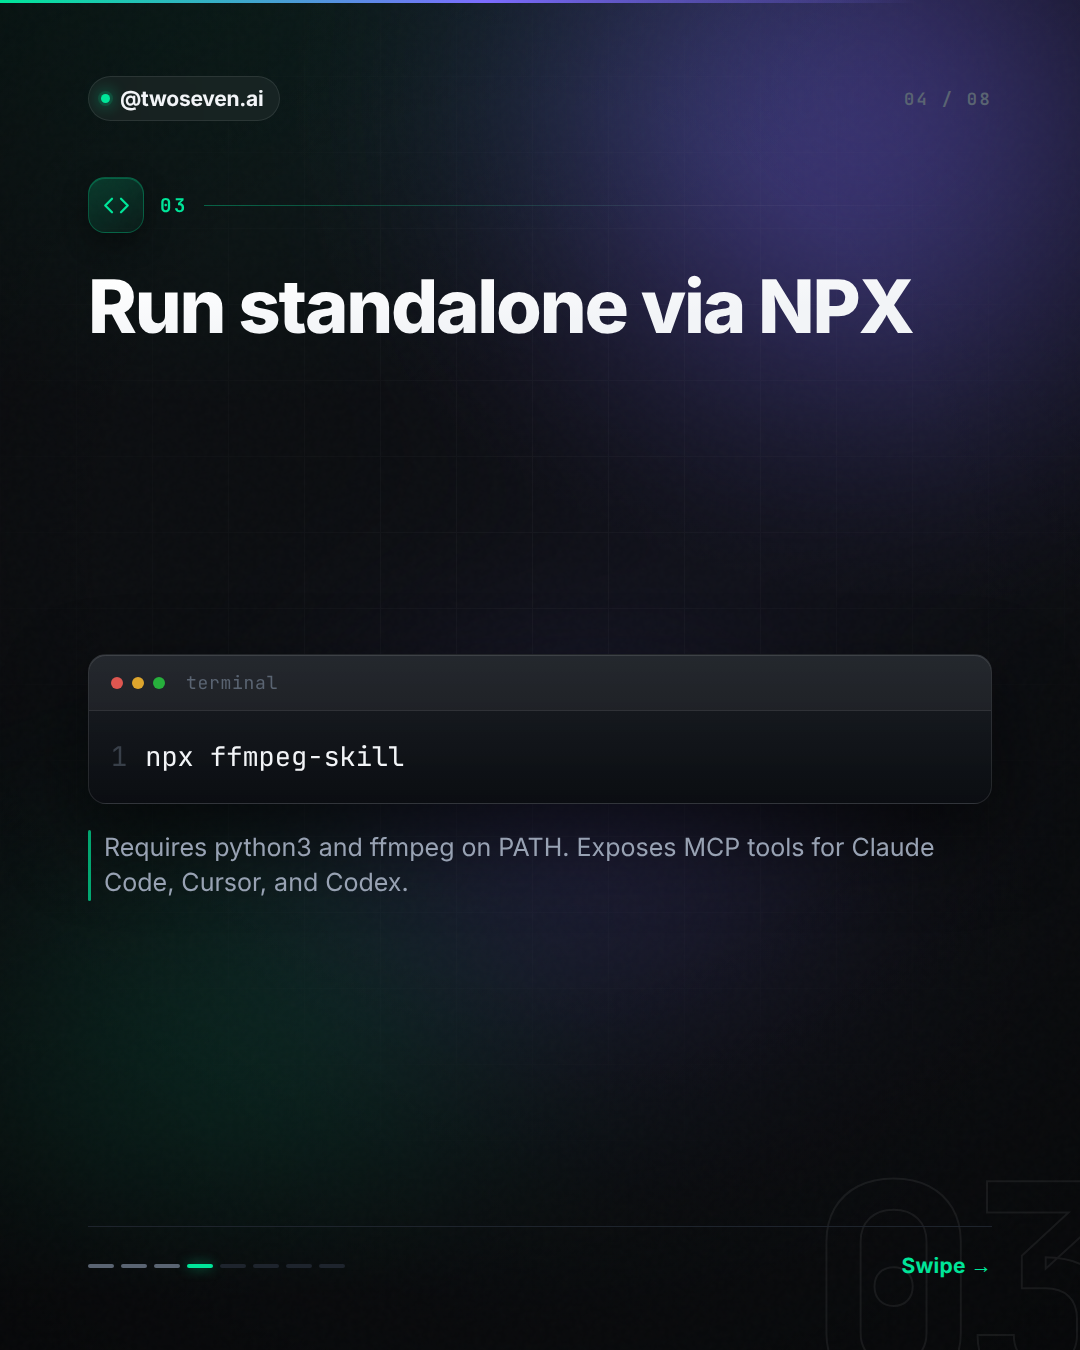 @twoseven.ai
04 / 08
03
Run standalone via NPX
terminal
1 npx ffmpeg-skill
Requires python3 and ffmpeg on PATH. Exposes MCP tools for Claude
Code, Cursor, and Codex.
03
Swipe →